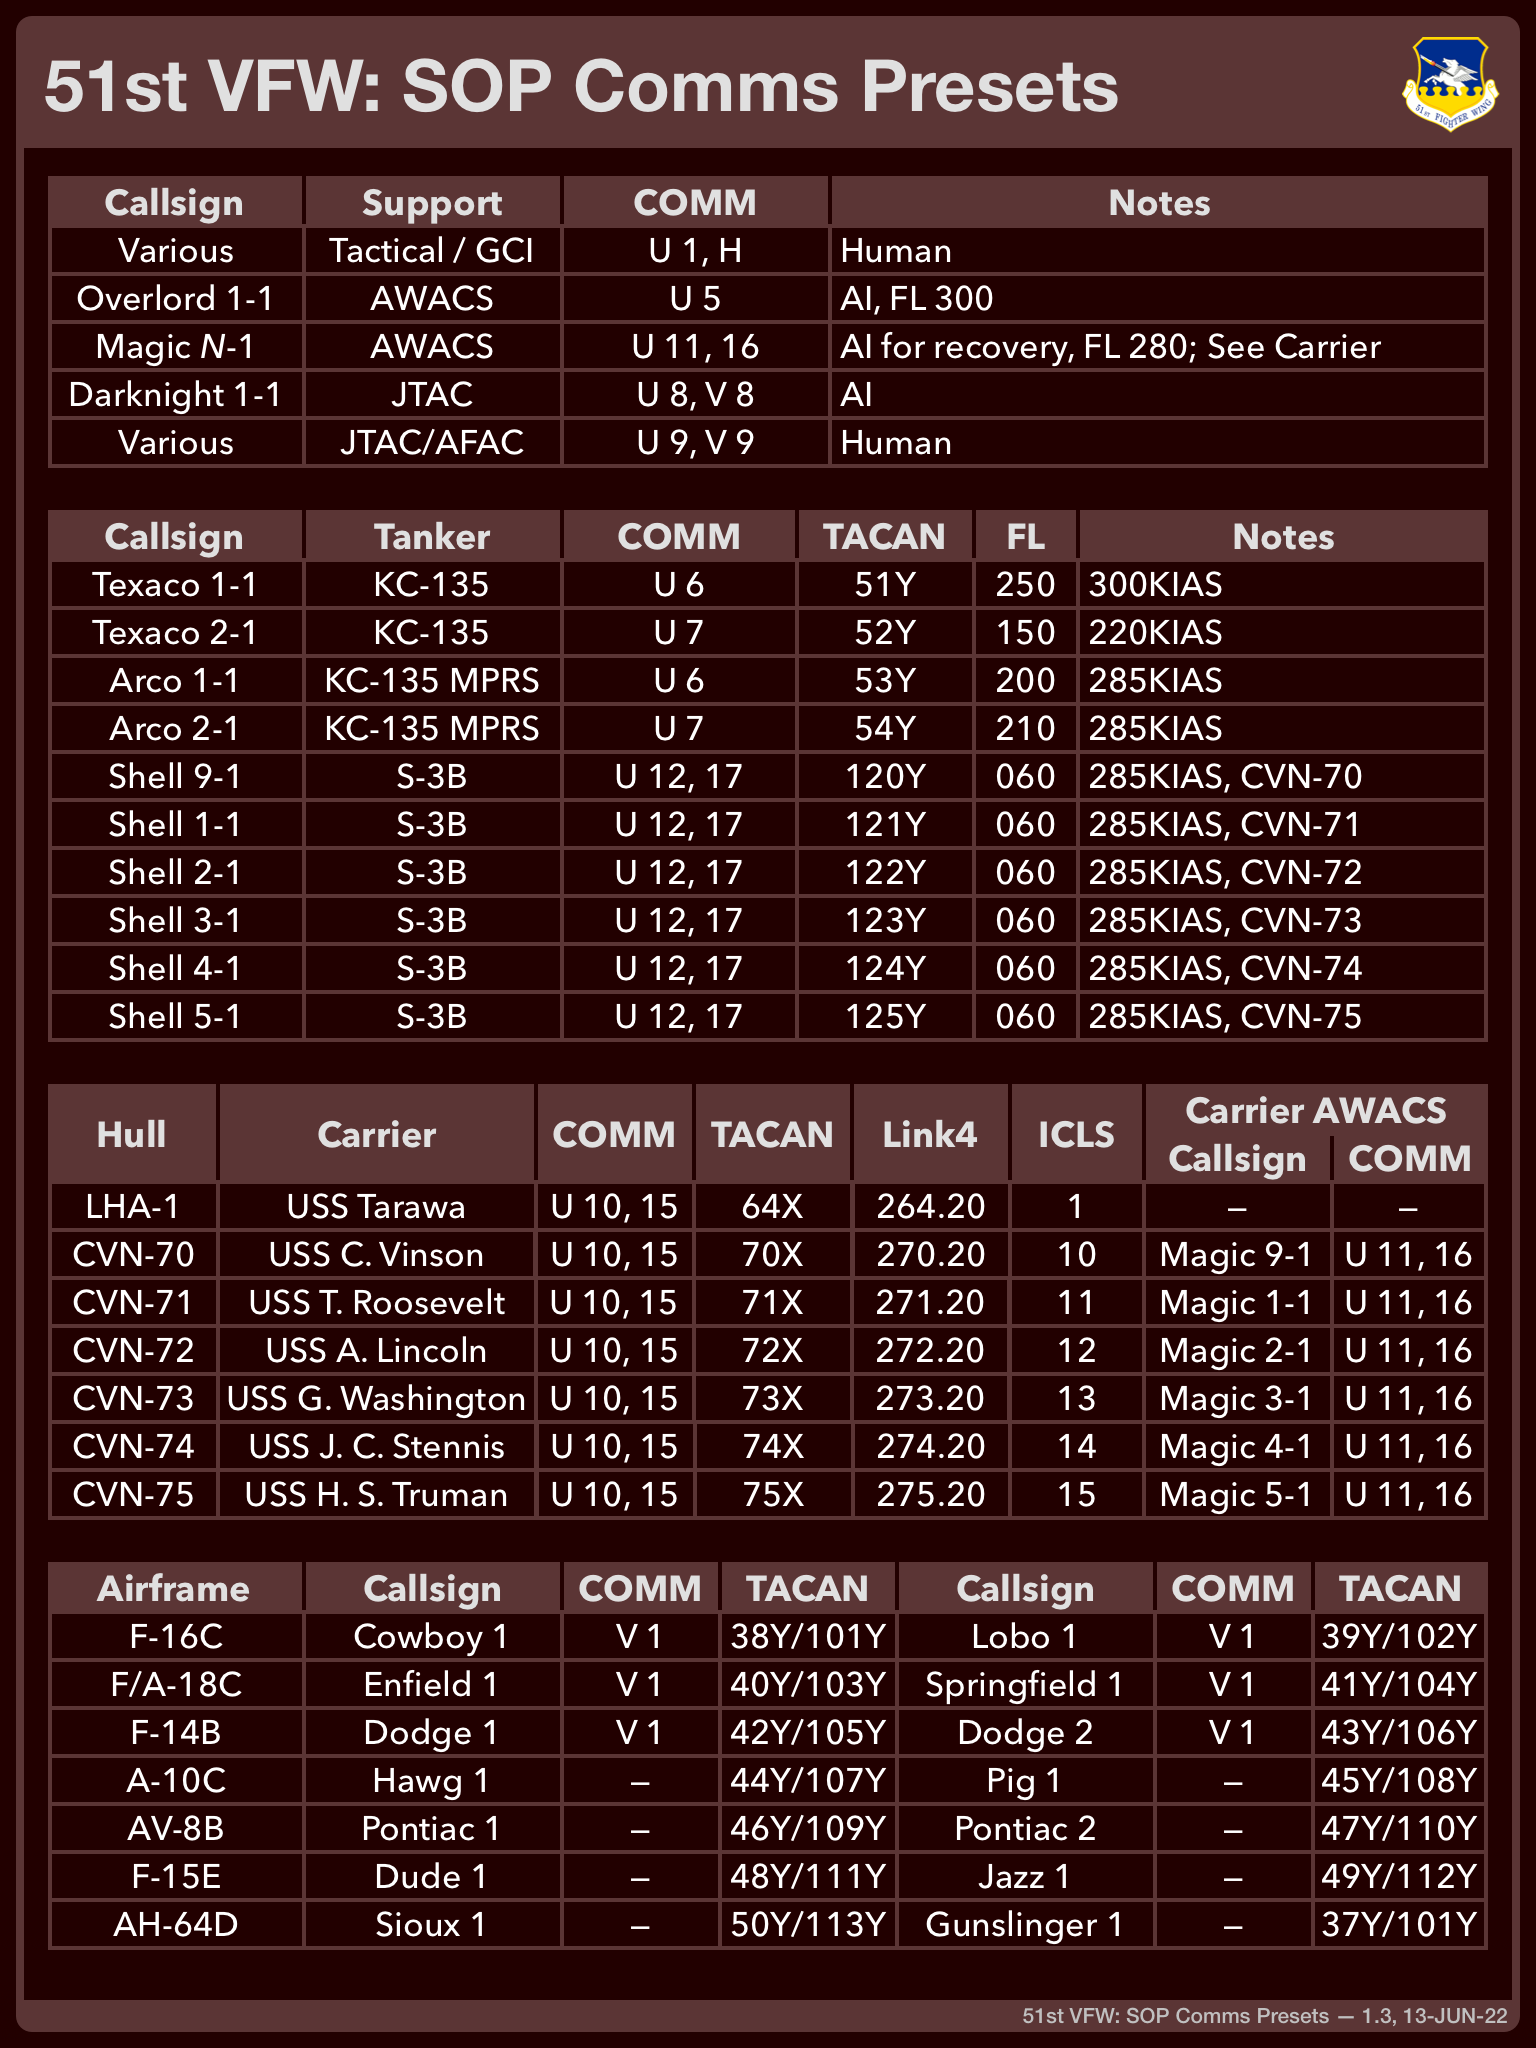 51st VFW: SOP Comms Presets
51st FIGHTER WING
Callsign Support COMM Notes
Various Tactical / GCI U 1, H Human
Overlord 1-1 AWACS U 5 AI, FL 300
Magic N-1 AWACS U 11, 16 AI for recovery, FL 280; See Carrier
Darknight 1-1 JTAC U 8, V 8 AI
Various JTAC/AFAC U 9, V 9 Human
Callsign Tanker COMM TACAN FL Notes
Texaco 1-1 KC-135 U 6 51Y 250 300KIAS
Texaco 2-1 KC-135 U 7 52Y 150 220KIAS
Arco 1-1 KC-135 MPRS U 6 53Y 200 285KIAS
Arco 2-1 KC-135 MPRS U 7 54Y 210 285KIAS
Shell 9-1 S-3B U 12, 17 120Y 060 285KIAS, CVN-70
Shell 1-1 S-3B U 12, 17 121Y 060 285KIAS, CVN-71
Shell 2-1 S-3B U 12, 17 122Y 060 285KIAS, CVN-72
Shell 3-1 S-3B U 12, 17 123Y 060 285KIAS, CVN-73
Shell 4-1 S-3B U 12, 17 124Y 060 285KIAS, CVN-74
Shell 5-1 S-3B U 12, 17 125Y 060 285KIAS, CVN-75
Hull Carrier COMM TACAN Link4 ICLS Carrier AWACS
Callsign COMM
LHA-1 USS Tarawa U 10, 15 64X 264.20 1 – –
CVN-70 USS C. Vinson U 10, 15 70X 270.20 10 Magic 9-1 U 11, 16
CVN-71 USS T. Roosevelt U 10, 15 71X 271.20 11 Magic 1-1 U 11, 16
CVN-72 USS A. Lincoln U 10, 15 72X 272.20 12 Magic 2-1 U 11, 16
CVN-73 USS G. Washington U 10, 15 73X 273.20 13 Magic 3-1 U 11, 16
CVN-74 USS J. C. Stennis U 10, 15 74X 274.20 14 Magic 4-1 U 11, 16
CVN-75 USS H. S. Truman U 10, 15 75X 275.20 15 Magic 5-1 U 11, 16
Airframe Callsign COMM TACAN Callsign COMM TACAN
F-16C Cowboy 1 V 1 38Y/101Y Lobo 1 V 1 39Y/102Y
F/A-18C Enfield 1 V 1 40Y/103Y Springfield 1 V 1 41Y/104Y
F-14B Dodge 1 V 1 42Y/105Y Dodge 2 V 1 43Y/106Y
A-10C Hawg 1 – 44Y/107Y Pig 1 – 45Y/108Y
AV-8B Pontiac 1 – 46Y/109Y Pontiac 2 – 47Y/110Y
F-15E Dude 1 – 48Y/111Y Jazz 1 – 49Y/112Y
AH-64D Sioux 1 – 50Y/113Y Gunslinger 1 – 37Y/101Y
51st VFW: SOP Comms Presets — 1.3, 13-JUN-22